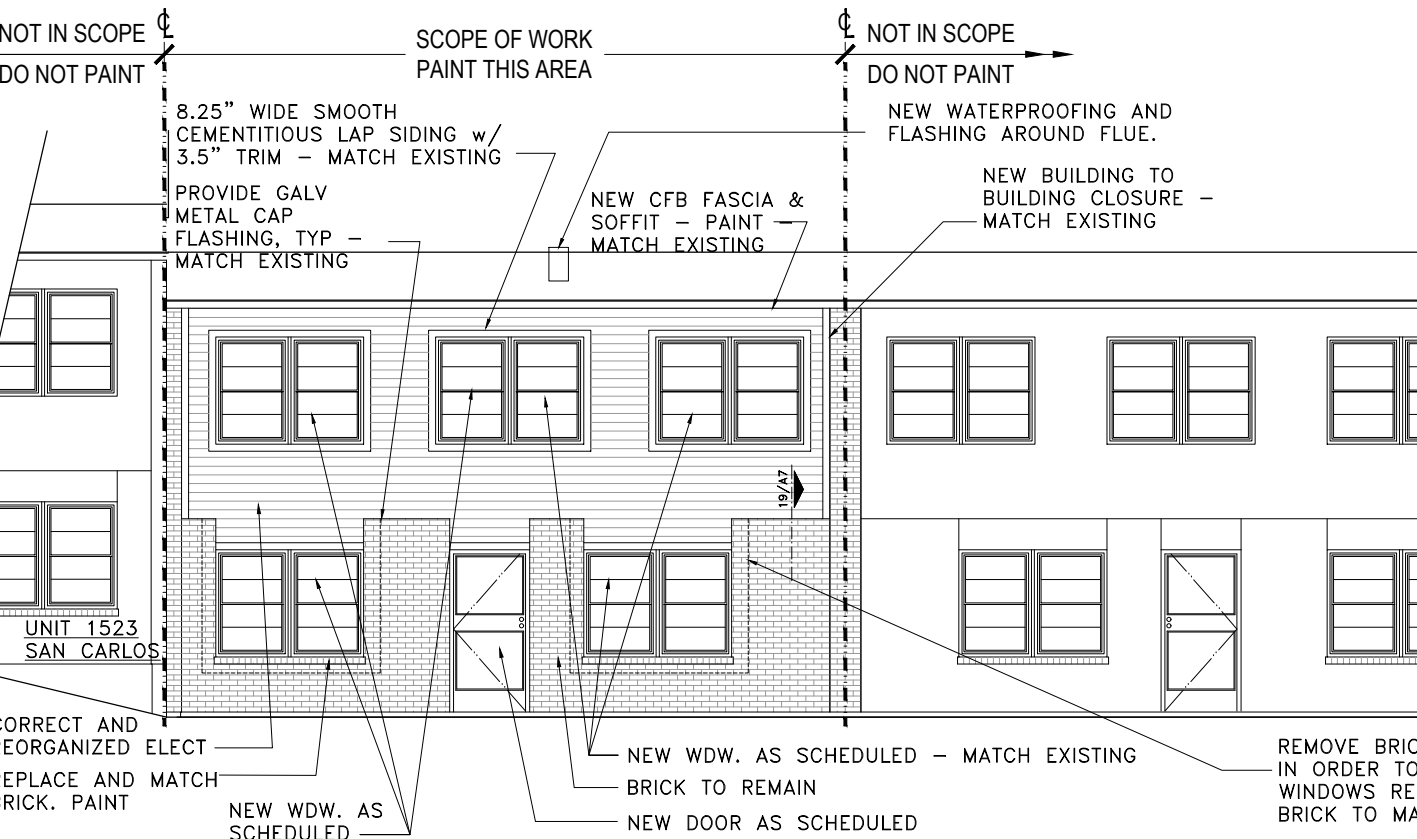 NOT IN SCOPE
DO NOT PAINT
℄
SCOPE OF WORK
PAINT THIS AREA
℄
NOT IN SCOPE
DO NOT PAINT
8.25” WIDE SMOOTH
CEMENTITIOUS LAP SIDING w/
3.5” TRIM – MATCH EXISTING
PROVIDE GALV
METAL CAP
FLASHING, TYP –
MATCH EXISTING
NEW CFB FASCIA &
SOFFIT – PAINT –
MATCH EXISTING
NEW WATERPROOFING AND
FLASHING AROUND FLUE.
NEW BUILDING TO
BUILDING CLOSURE –
MATCH EXISTING
19/A7
UNIT 1523
SAN CARLOS
CORRECT AND
REORGANIZED ELECT
REPLACE AND MATCH
BRICK. PAINT
NEW WDW. AS
SCHEDULED
NEW WDW. AS SCHEDULED – MATCH EXISTING
BRICK TO REMAIN
NEW DOOR AS SCHEDULED
REMOVE BRIC
IN ORDER TO
WINDOWS RE
BRICK TO MA